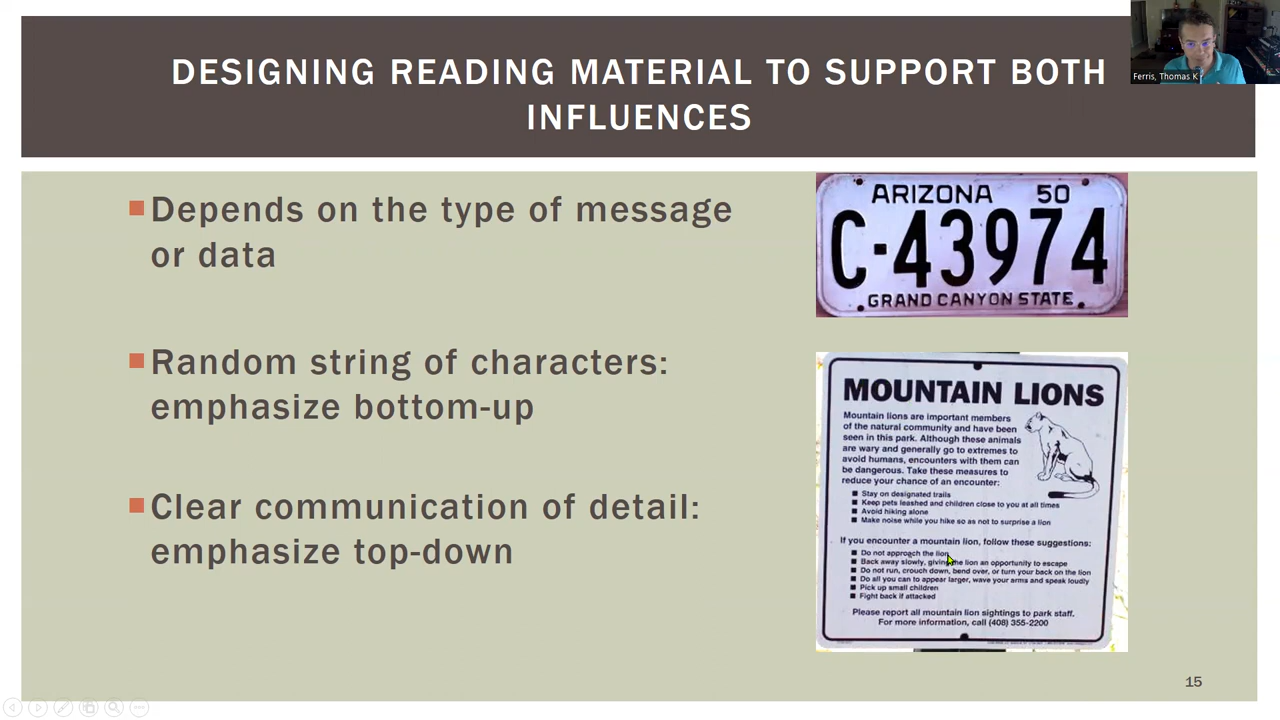 DESIGNING READING MATERIAL TO SUPPORT BOTH
INFLUENCES
Ferris, Thomas K
Depends on the type of message
or data
Random string of characters:
emphasize bottom-up
Clear communication of detail:
emphasize top-down
ARIZONA 50
C-43974
GRAND CANYON STATE
MOUNTAIN LIONS
Mountain lions are important members
of the natural community and have been
seen in this park. Although these animals
are wary and generally go to extremes to
avoid humans, encounters with them can
be dangerous. Take these measures to
reduce your chance of an encounter:
Stay on designated trails
Keep pets leashed and children close to you at all times
Avoid hiking alone
Make noise while you hike so as not to surprise a lion
If you encounter a mountain lion, follow these suggestions:
Do not approach the lion
Back away slowly, giving the lion an opportunity to escape
Do not run, crouch down, bend over, or turn your back on the lion
Do all you can to appear larger, wave your arms and speak loudly
Pick up small children
Fight back if attacked
Please report all mountain lion sightings to park staff.
For more information, call (408) 355-2200
15